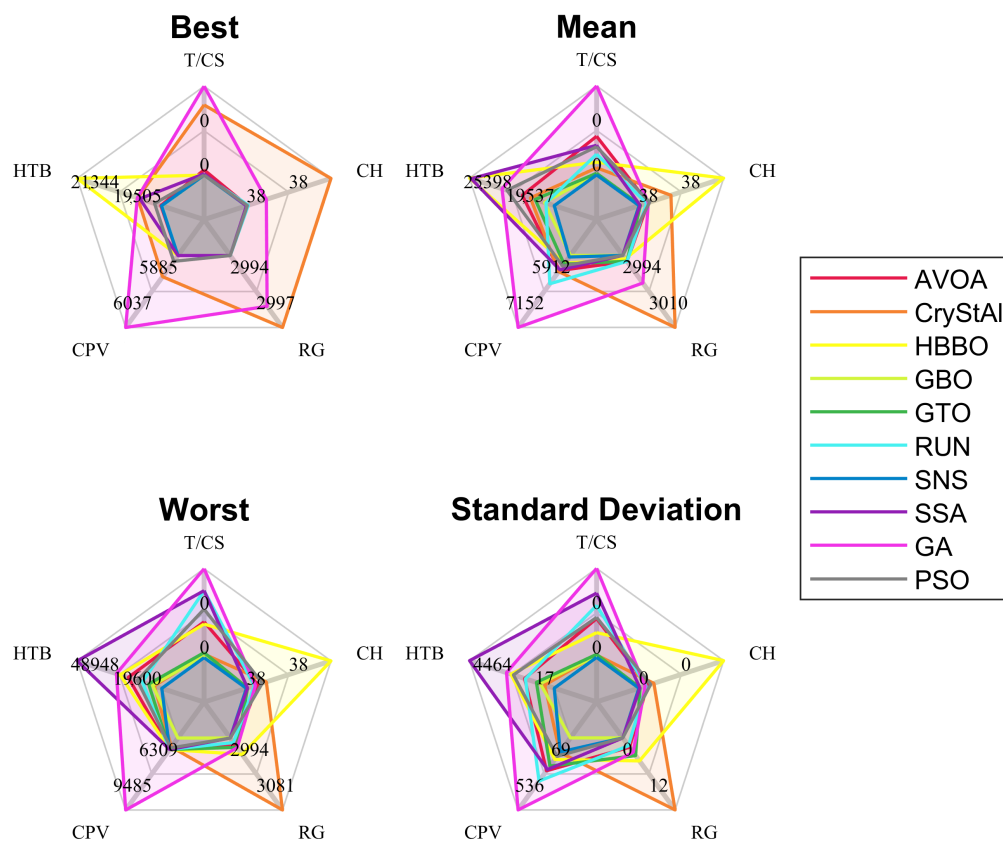 Best
T/CS
0
0
HTB
21344
19,505
38
38
CH
5885
6037
2994
2997
CPV
RG
Mean
T/CS
0
0
HTB
25398
19537
38
38
CH
5912
7152
2994
3010
CPV
RG
Worst
T/CS
0
0
HTB
48948
19600
38
38
CH
6309
9485
2994
3081
CPV
RG
Standard Deviation
T/CS
0
0
HTB
4464
17
0
0
CH
69
536
0
12
CPV
RG
AVOA
CryStAl
HBBO
GBO
GTO
RUN
SNS
SSA
GA
PSO